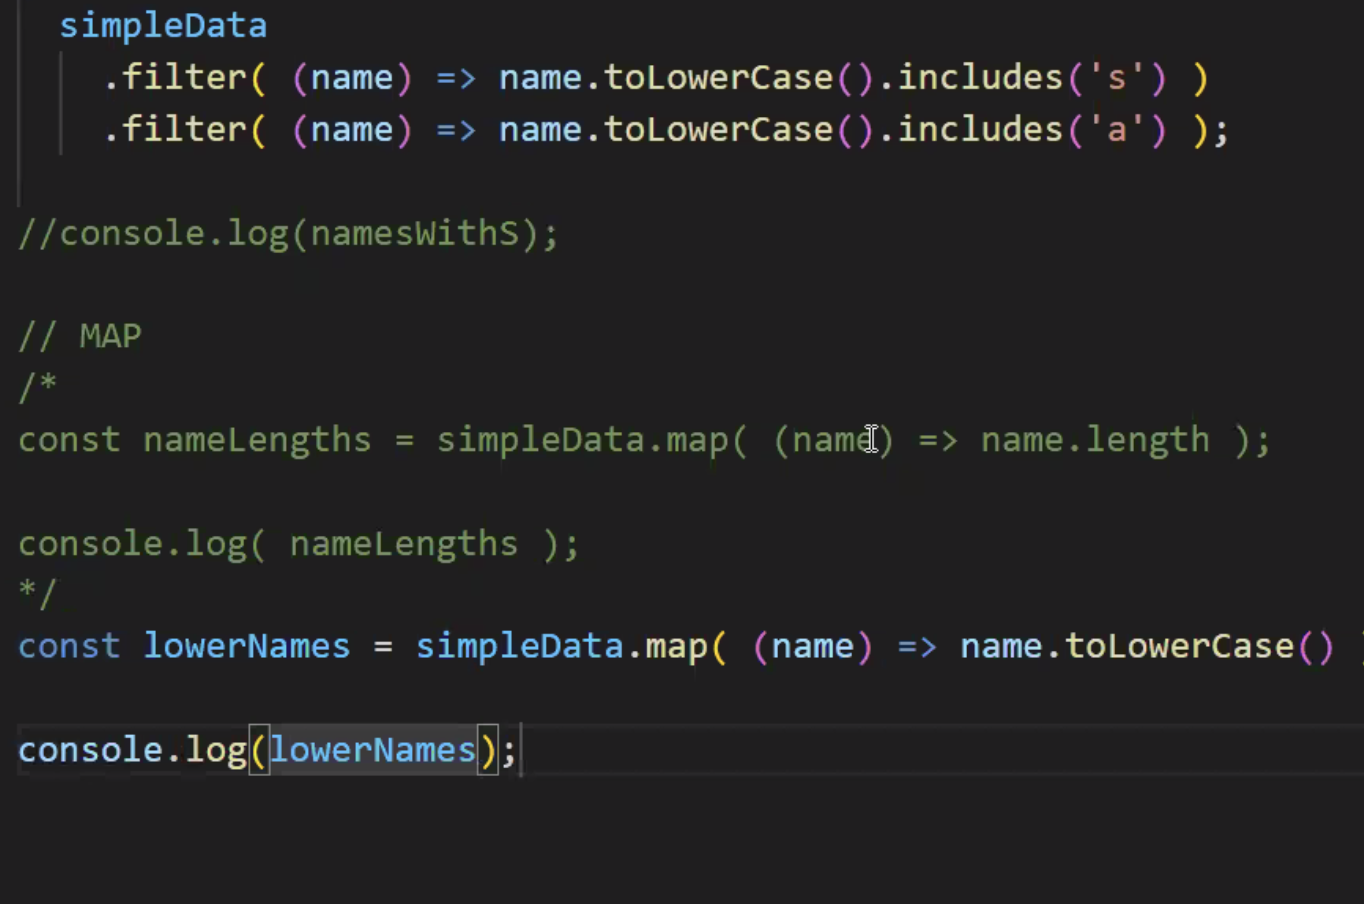 simpleData
.filter( (name) => name.toLowerCase().includes('s') )
.filter( (name) => name.toLowerCase().includes('a') );
//console.log(namesWithS);
// MAP
/*
const nameLengths = simpleData.map( (name) => name.length );
console.log( nameLengths );
*/
const lowerNames = simpleData.map( (name) => name.toLowerCase()
console.log(lowerNames);